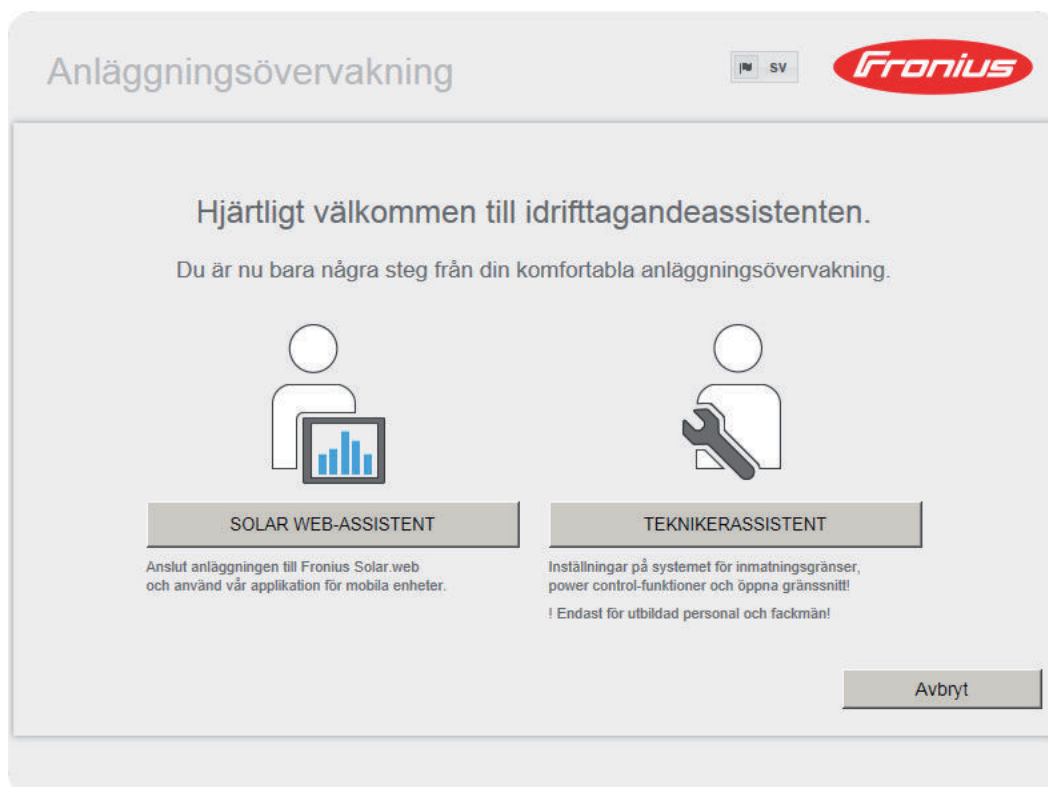 Anläggningsövervakning
SV
Fronius
Hjärtligt välkommen till idrifttagandeassistenten.
Du är nu bara några steg från din komfortabla anläggningsövervakning.
SOLAR WEB-ASSISTENT
Anslut anläggningen till Fronius Solar.web
och använd vår applikation för mobila enheter.
TEKNIKERASSISTENT
Inställningar på systemet för inmatningsgränser,
power control-funktioner och öppna gränssnitt!
! Endast för utbildad personal och fackmän!
Avbryt